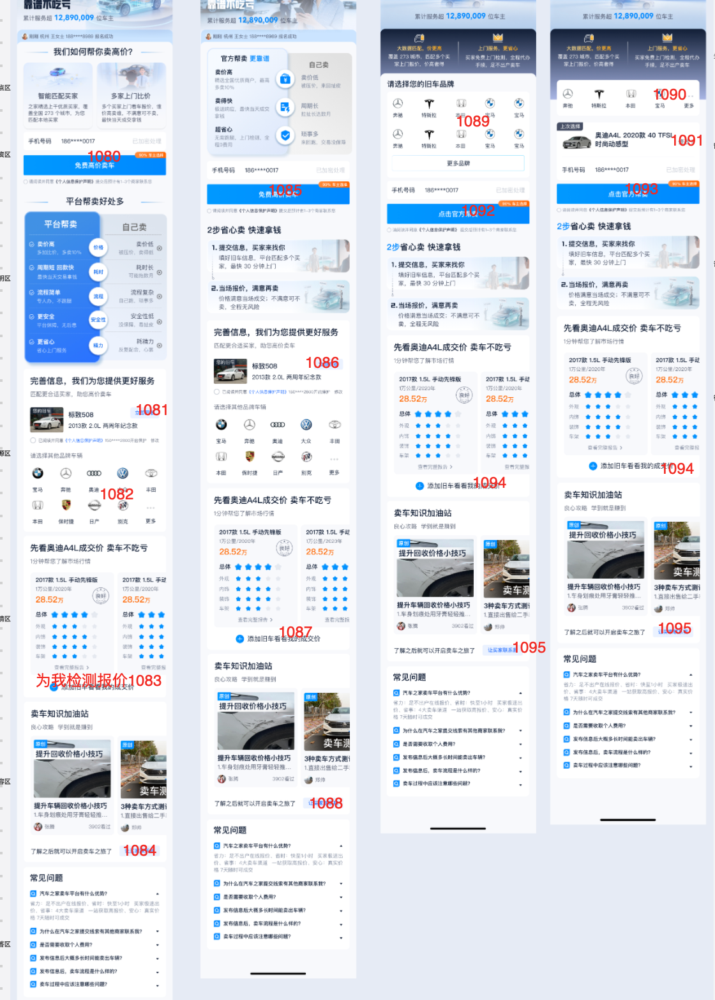 靠谱不吃亏
累计服务超 12,890,009 位车主
刚刚 杭州 王女士 188****8989 报名成功
我们如何帮你卖高价?
智能匹配买家
之家精选上千优质买家，覆
盖全国 273 个城市，为您
匹配本地买家
多家上门比价
多个买家上门看车报价，谁
价高卖谁，不满意可不卖，
最快当天成交拿钱
手机号码 186****0017 已加密处理
1080
90% 车主选择
免费高价卖车
请阅读并同意《个人信息保护声明》提交后预计有1-3个商家联系您
平台帮卖好处多
平台帮卖 自己卖
卖价高 价格 卖价低
多加比价，多卖10% 被压价，卖得低
周期短 回款快 耗时 耗时长
最快当天交易拿钱 可能拖数月
流程简单 流程 流程复杂
专人办、不跳腿 自己跑，琐事多
更安全 安全性 安全性低
平台保障，无后患 没保障，易扯皮
更省心 精力 耗精力
省心上门服务 反复配合，心累
完善信息，我们为您提供更好服务
匹配更合适买家，助您高价卖车
您的旧车
标致508
2013款 2.0L 两周年纪念款
1081
已阅读并同意《个人信息保护声明》150****2800开启保护 修改
请选择其他品牌车辆
宝马 奔驰 奥迪 大众 丰田
1082
本田 保时捷 日产 别克 更多
先看奥迪A4L成交价 卖车不吃亏
1分钟帮您了解市场行情
2017款 1.5L 手动先锋版 2017款 1.5L 手动
1万公里/2020年 1万公里/2020年
28.52万 良好 28.52万
总体 总体
外观 外观
内饰 内饰
装饰 装饰
车架 车架
查看完整报告 > 查看完整报
为我检测报价1083
添加旧车看看我的成交价
卖车知识加油站
良心攻略 学到就是赚到
原创 原创
提升回收价格小技巧
卖车测
提升车辆回收价格小技巧 3种卖车方式测评
1.车身划痕处用牙膏轻轻推... 1.直接出售给二手
张腾 3902看过 郑帅
了解之后就可以开启卖车之旅了
1084
常见问题
汽车之家卖车平台有什么优势?
省力：足不出户在线报价、省时：快至1小时 买家极速出
价、省事：4大卖车渠道 一站获取高报价、安心：真实价
格 7天随时可成交
为什么在汽车之家提交线索有其他商家联系我?
是否需要收取个人费用?
发布信息后大概多长时间能卖出车辆?
发布信息后，卖车流程是什么样的?
卖车过程中应该注意哪些问题?
靠谱不吃亏
累计服务超 12,890,009 位车主
刚刚 杭州 王女士 188****8989 报名成功
官方帮卖 更靠谱 自己卖
卖价高 卖价低
精选全国优质商户，最高
多卖10% 被压价，来回扯皮
卖得快 周期长
极速响应，最快当天成交
拿钱 拉扯长达数月
超省心 琐事多
无需跑腿，上门检测，全
程0费用 来回跑，交易没保障
手机号码 186****0017 已加密处理
1085
90% 车主选择
免费高价卖车
请阅读并同意《个人信息保护声明》提交后预计有1-3个商家联系您
2步省心卖 快速拿钱
1. 提交信息，买家来找你
填好旧车信息，平台匹配多个买
家，最快 30 分钟上门
2. 当场报价，满意再卖
价格满意当场成交；不满意可不
卖，全程无风险
完善信息，我们为您提供更好服务
匹配更合适买家，助您高价卖车
您的旧车
标致508
2013款 2.0L 两周年纪念款
1086
已阅读并同意《个人信息保护声明》150****2800开启保护 修改
请选择其他品牌车辆
宝马 奔驰 奥迪 大众 丰田
本田 保时捷 日产 别克 更多
先看奥迪A4L成交价 卖车不吃亏
1分钟帮您了解市场行情
2017款 1.5L 手动先锋版 2017款 1.5L 手动
1万公里/2020年 1万公里/2020年
28.52万 良好 28.52万
总体 总体
外观 外观
内饰 内饰
装饰 装饰
车架 车架
查看完整报告 > 查看完整报
1087
添加旧车看看我的成交价
卖车知识加油站
良心攻略 学到就是赚到
原创 原创
提升回收价格小技巧
卖车测
提升车辆回收价格小技巧 3种卖车方式测评
1.车身划痕处用牙膏轻轻推... 1.直接出售给二手
张腾 3902看过 郑帅
了解之后就可以开启卖车之旅了
1088
常见问题
汽车之家卖车平台有什么优势?
省力：足不出户在线报价、省时：快至1小时 买家极速出
价、省事：4大卖车渠道 一站获取高报价、安心：真实价
格 7天随时可成交
为什么在汽车之家提交线索有其他商家联系我?
是否需要收取个人费用?
发布信息后大概多长时间能卖出车辆?
发布信息后，卖车流程是什么样的?
卖车过程中应该注意哪些问题?
累计服务超 12,890,009 位车主
大数据匹配，价更高 上门服务，更省心
覆盖 273 城市，匹配多个买
家上门报价，价高者得
买家免费上门检测，全程代办
手续，足不出户卖车
请选择您的旧车品牌
奔驰 特斯拉 本田 宝马 宝马
1089
奔驰 特斯拉 本田 宝马 宝马
更多品牌
手机号码 186****0017 已加密处理
1092
90% 车主选择
点击官方帮卖
请阅读并同意《个人信息保护声明》提交后预计有1-3个商家联系您
2步省心卖 快速拿钱
1. 提交信息，买家来找你
填好旧车信息，平台匹配多个买
家，最快 30 分钟上门
2. 当场报价，满意再卖
价格满意当场成交；不满意可不
卖，全程无风险
先看奥迪A4L成交价 卖车不吃亏
1分钟帮您了解市场行情
2017款 1.5L 手动先锋版 2017款 1.5L 手动
1万公里/2020年 1万公里/2020年
28.52万 良好 28.52万
总体 总体
外观 外观
内饰 内饰
装饰 装饰
车架 车架
查看完整报告 > 查看完整报
1094
添加旧车看看我的成交价
卖车知识加油站
良心攻略 学到就是赚到
原创 原创
提升回收价格小技巧
卖车测
提升车辆回收价格小技巧 3种卖车方式测评
1.车身划痕处用牙膏轻轻推... 1.直接出售给二手
张腾 3902看过 郑帅
了解之后就可以开启卖车之旅了 让买家联系我
1095
常见问题
汽车之家卖车平台有什么优势?
省力：足不出户在线报价、省时：快至1小时 买家极速出
价、省事：4大卖车渠道 一站获取高报价、安心：真实价
格 7天随时可成交
为什么在汽车之家提交线索有其他商家联系我?
是否需要收取个人费用?
发布信息后大概多长时间能卖出车辆?
发布信息后，卖车流程是什么样的?
卖车过程中应该注意哪些问题?
累计服务超 12,890,009 位车主
大数据匹配，价更高 上门服务，更省心
覆盖 273 城市，匹配多个买
家上门报价，价高者得
买家免费上门检测，全程代办
手续，足不出户卖车
1090
奔驰 特斯拉 本田 宝马 更多
上次选择
奥迪A4L 2020款 40 TFSI
时尚动感型
1091
手机号码 186****0017 已加密处理
1093
90% 车主选择
点击官方帮卖
请阅读并同意《个人信息保护声明》提交后预计有1-3个商家联系您
2步省心卖 快速拿钱
1. 提交信息，买家来找你
填好旧车信息，平台匹配多个买
家，最快 30 分钟上门
2. 当场报价，满意再卖
价格满意当场成交；不满意可不
卖，全程无风险
先看奥迪A4L成交价 卖车不吃亏
1分钟帮您了解市场行情
2017款 1.5L 手动先锋版 2017款 1.5L 手动
1万公里/2020年 1万公里/2020年
28.52万 良好 28.52万
总体 总体
外观 外观
内饰 内饰
装饰 装饰
车架 车架
查看完整报告 > 查看完整报
添加旧车看看我的成交价
1094
卖车知识加油站
良心攻略 学到就是赚到
原创 原创
提升回收价格小技巧
卖车测
提升车辆回收价格小技巧 3种卖车方式测评
1.车身划痕处用牙膏轻轻推... 1.直接出售给二手
张腾 3902看过 郑帅
了解之后就可以开启卖车之旅了
1095
常见问题
汽车之家卖车平台有什么优势?
省力：足不出户在线报价、省时：快至1小时 买家极速出
价、省事：4大卖车渠道 一站获取高报价、安心：真实价
格 7天随时可成交
为什么在汽车之家提交线索有其他商家联系我?
是否需要收取个人费用?
发布信息后大概多长时间能卖出车辆?
发布信息后，卖车流程是什么样的?
卖车过程中应该注意哪些问题?